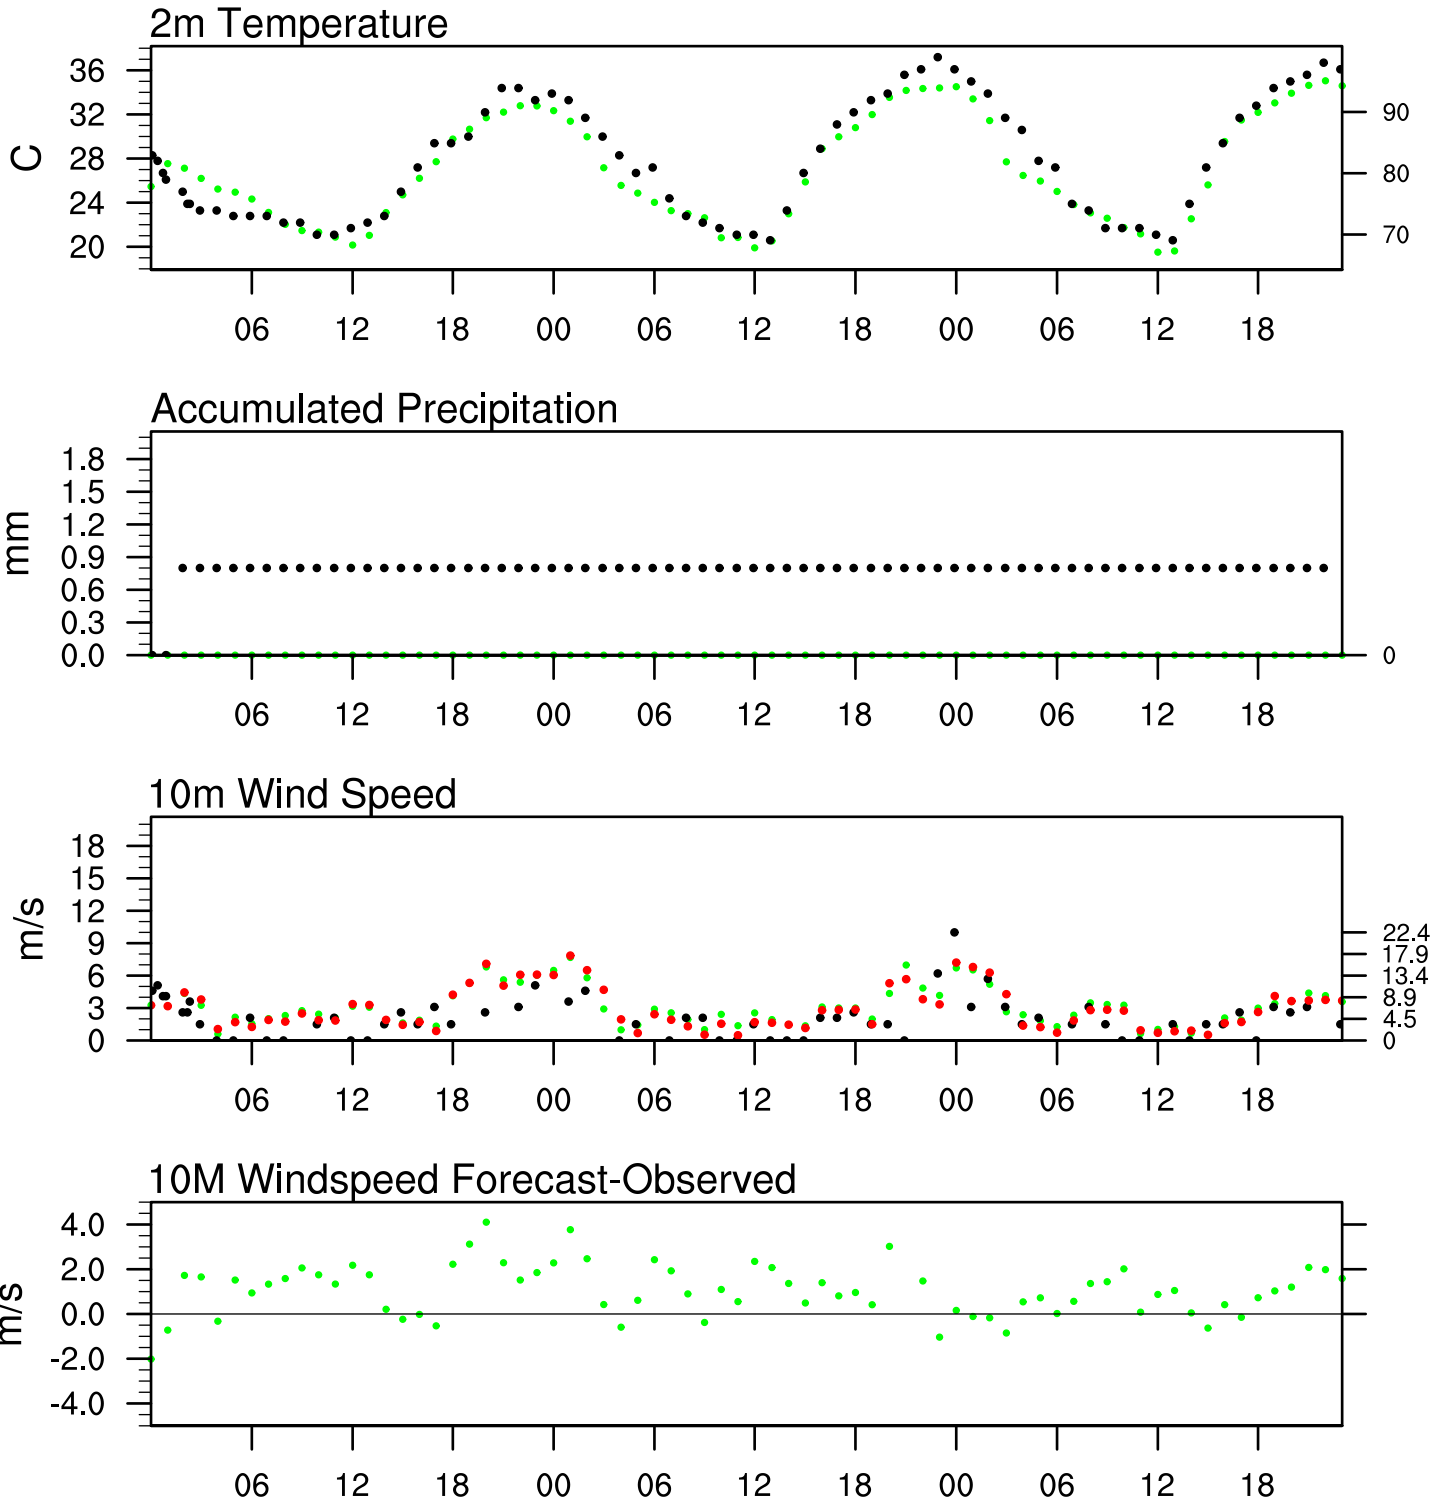 2m Temperature
C
36
32
28
24
20
90
80
70
06 12 18 00 06 12 18 00 06 12 18
Accumulated Precipitation
mm
1.8
1.5
1.2
0.9
0.6
0.3
0.0
0
06 12 18 00 06 12 18 00 06 12 18
10m Wind Speed
m/s
18
15
12
9
6
3
0
22.4
17.9
13.4
8.9
4.5
0
06 12 18 00 06 12 18 00 06 12 18
10M Windspeed Forecast-Observed
m/s
4.0
2.0
0.0
-2.0
-4.0
06 12 18 00 06 12 18 00 06 12 18